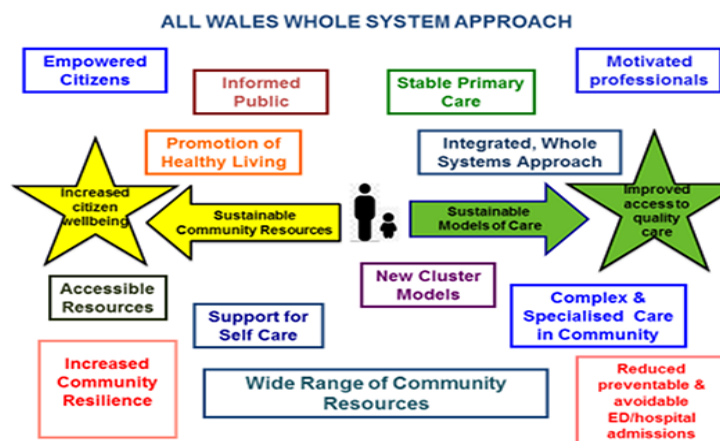 ALL WALES WHOLE SYSTEM APPROACH
Empowered
Citizens
Informed
Public
Stable Primary
Care
Motivated
professionals
Promotion of
Healthy Living
Integrated, Whole
Systems Approach
Increased
citizen
wellbeing
Sustainable
Community Resources
Sustainable
Models of Care
Improved
access to
quality
care
Accessible
Resources
Support for
Self Care
New Cluster
Models
Complex &
Specialised Care
in Community
Increased
Community
Resilience
Wide Range of Community
Resources
Reduced
preventable &
avoidable
ED/hospital
admissions